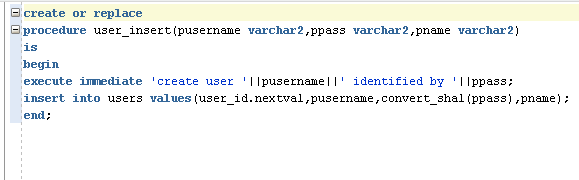 create or replace
procedure user_insert(pusername varchar2,ppass varchar2,pname varchar2)
is
begin
execute immediate 'create user '||pusername||' identified by '||ppass;
insert into users values(user_id.nextval,pusername,convert_shal(ppass),pname);
end;